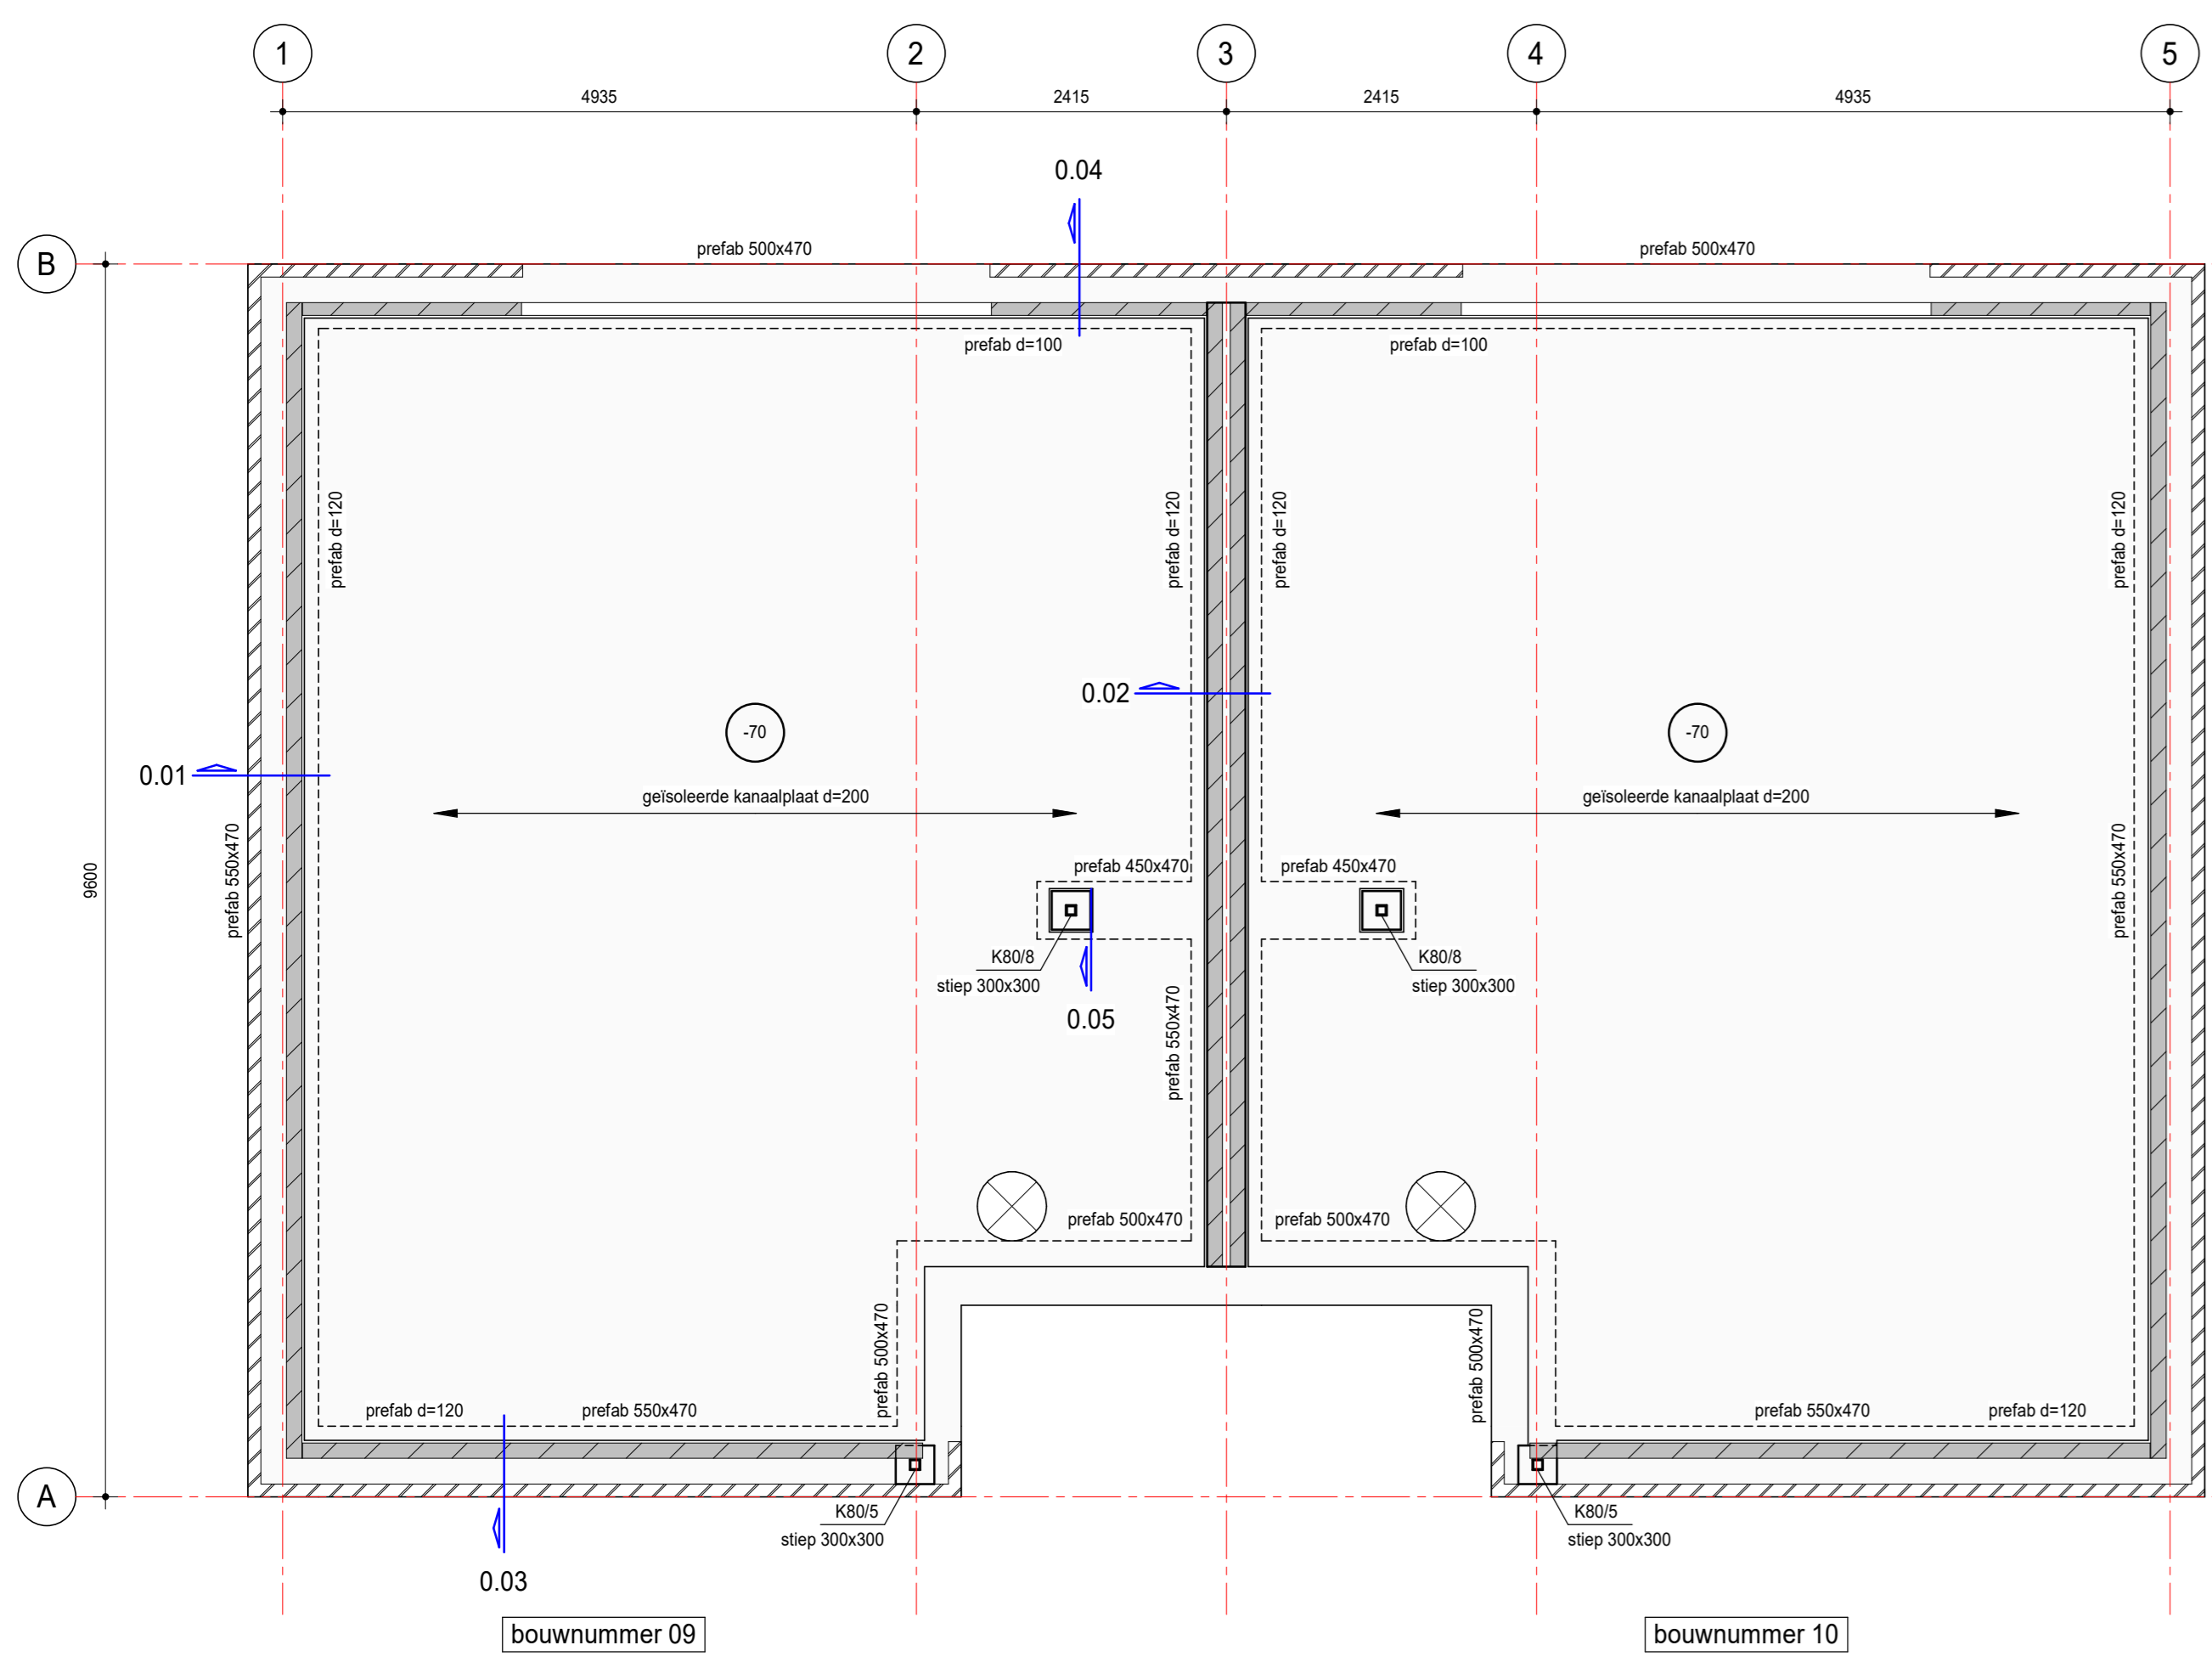 1
2
3
4
5
4935
2415
2415
4935
0.04
B
prefab 500x470
prefab 500x470
prefab d=100
prefab d=100
prefab d=120
prefab d=120
prefab d=120
prefab d=120
0.02
-70
-70
0.01
geïsoleerde kanaalplaat d=200
geïsoleerde kanaalplaat d=200
9600
prefab 550x470
prefab 550x470
prefab 450x470
prefab 450x470
K80/8
stiep 300x300
K80/8
stiep 300x300
0.05
prefab 550x470
prefab 500x470
prefab 500x470
prefab 500x470
prefab 500x470
prefab d=120
prefab 550x470
prefab 550x470
prefab d=120
A
K80/5
stiep 300x300
K80/5
stiep 300x300
0.03
bouwnummer 09
bouwnummer 10